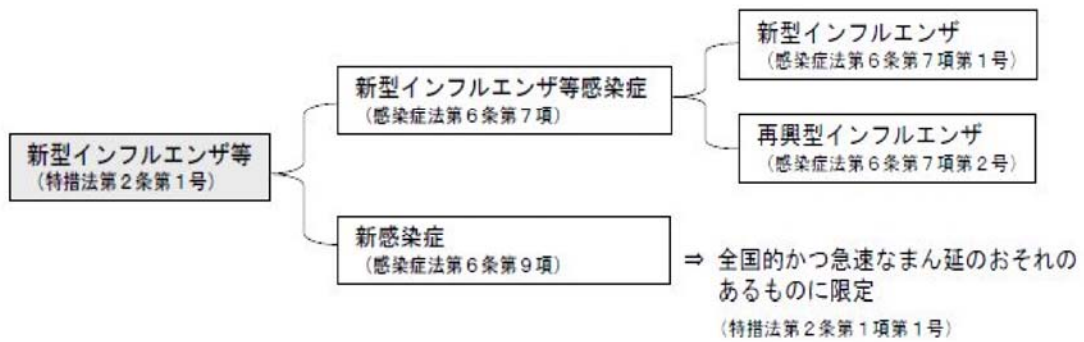 新型インフルエンザ等
（特措法第２条第１号）
新型インフルエンザ等感染症
（感染症法第６条第７項）
新型インフルエンザ
（感染症法第６条第７項第１号）
再興型インフルエンザ
（感染症法第６条第７項第２号）
新感染症
（感染症法第６条第９項）
⇒ 全国的かつ急速なまん延のおそれの
あるものに限定
（特措法第２条第１項第１号）